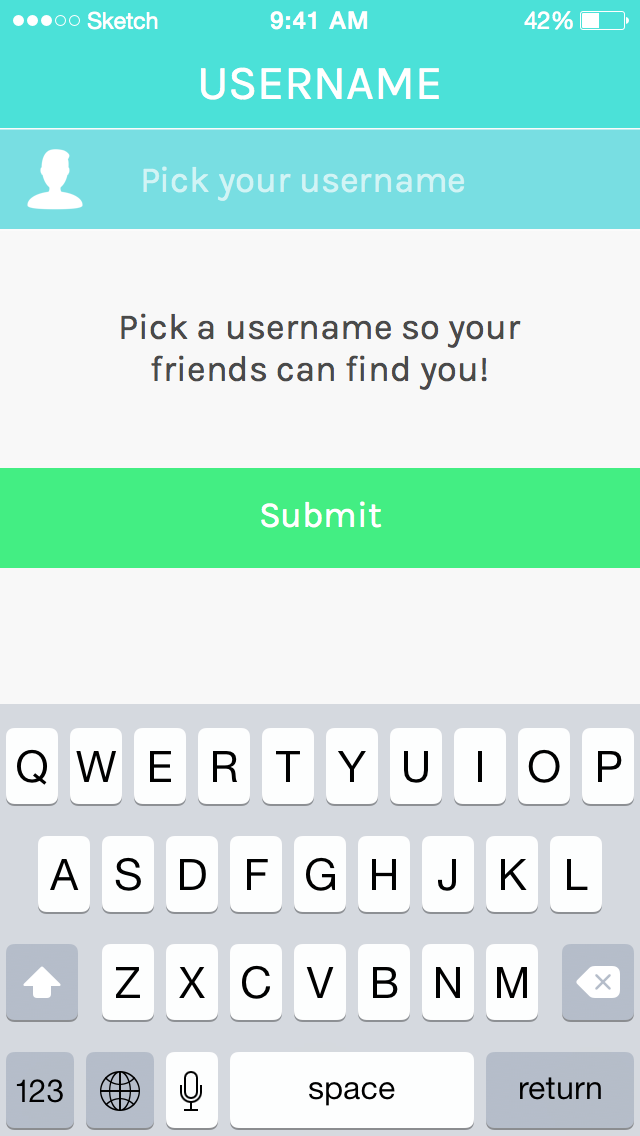 Sketch 9:41 AM 42%
USERNAME
Pick your username
Pick a username so your
friends can find you!
Submit
Q W E R T Y U I O P
A S D F G H J K L
Z X C V B N M
123 space return